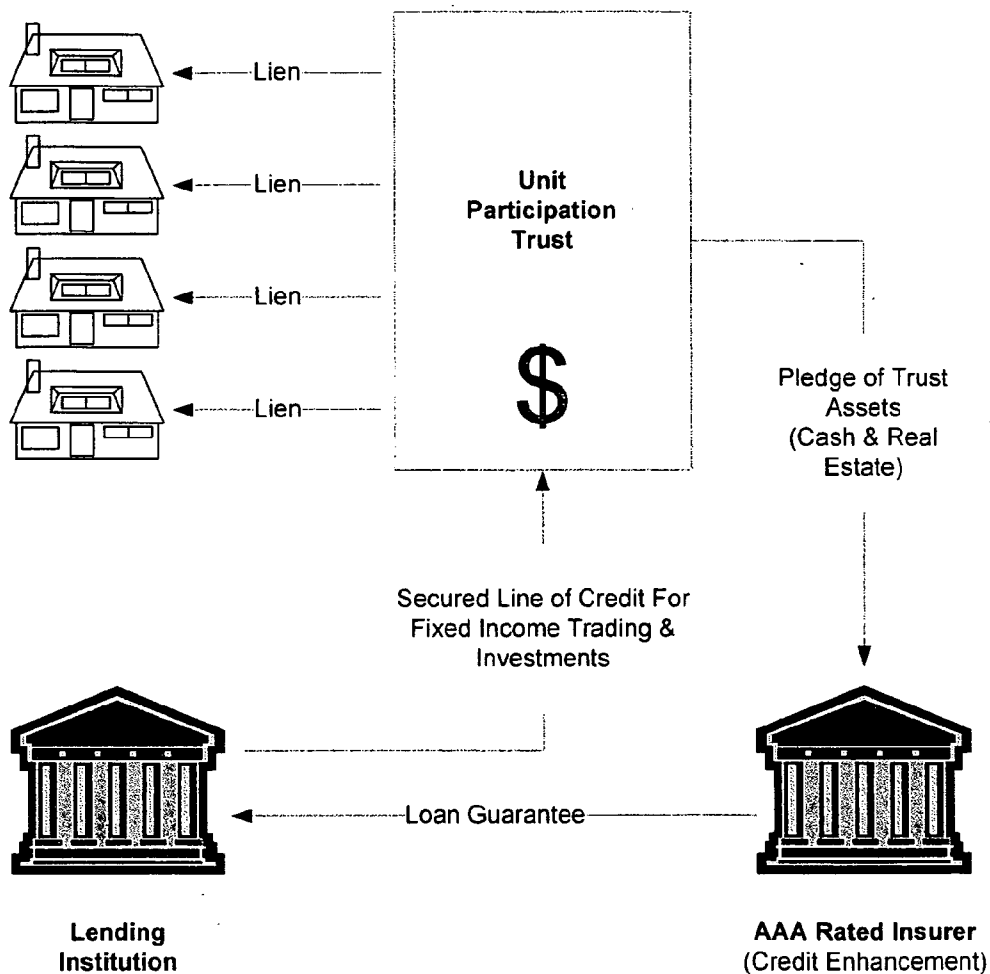 Lien
Lien
Lien
Lien
Unit
Participation
Trust
$
Pledge of Trust
Assets
(Cash & Real
Estate)
Secured Line of Credit For
Fixed Income Trading &
Investments
Loan Guarantee
Lending
Institution
AAA Rated Insurer
(Credit Enhancement)